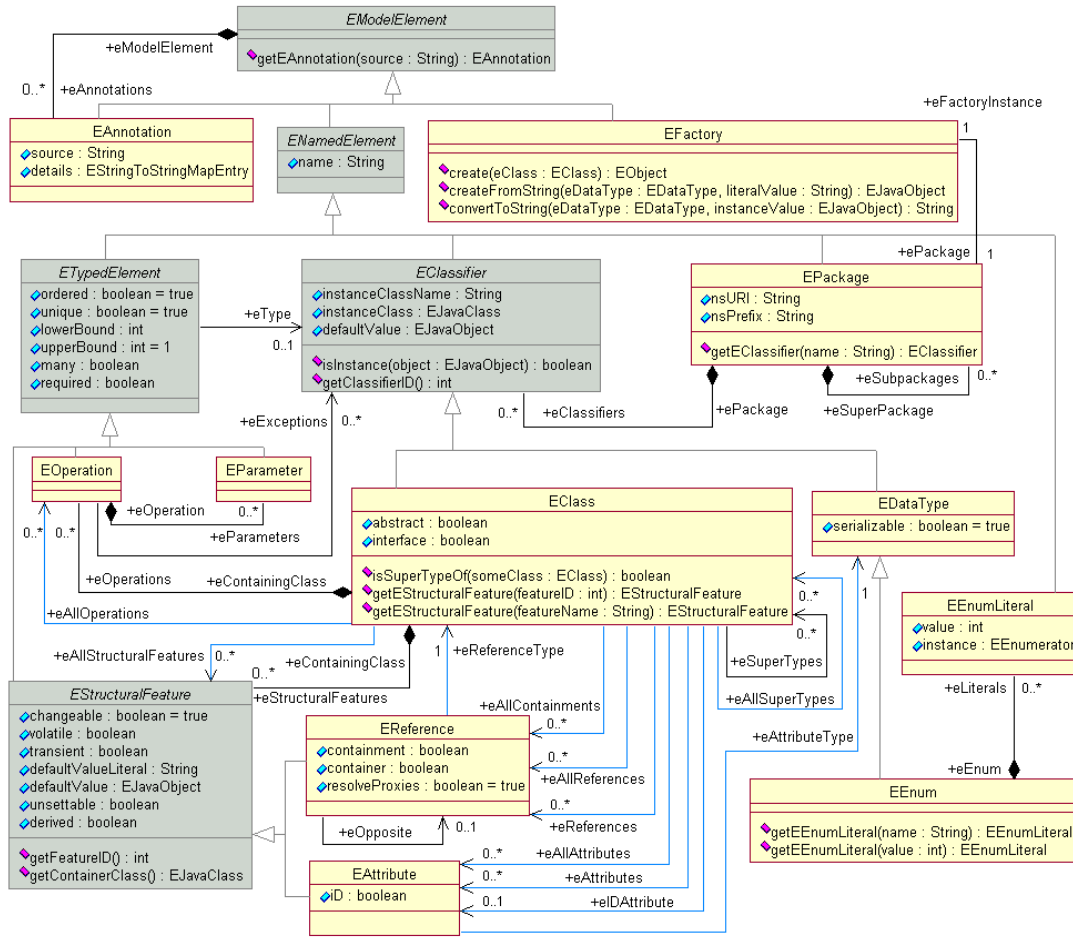 EModelElement
getEAnnotation(source : String) : EAnnotation
+eModelElement
0..*
+eAnnotations
EAnnotation
source : String
details : EStringToStringMapEntry
ENamedElement
name : String
EFactory
create(eClass : EClass) : EObject
createFromString(eDataType : EDataType, literalValue : String) : EJavaObject
convertToString(eDataType : EDataType, instanceValue : EJavaObject) : String
+eFactoryInstance
1
+ePackage
1
ETypedElement
ordered : boolean = true
unique : boolean = true
lowerBound : int
upperBound : int = 1
many : boolean
required : boolean
+eType
0..1
EClassifier
instanceClassName : String
instanceClass : EJavaClass
defaultValue : EJavaObject
isInstance(object : EJavaObject) : boolean
getClassifierID() : int
EPackage
nsURI : String
nsPrefix : String
getEClassifier(name : String) : EClassifier
+eSubpackages
0..*
+eSuperPackage
+ePackage
0..*
+eClassifiers
+eExceptions
0..*
EOperation
EParameter
+eOperation
0..*
+eParameters
0..*
0..*
+eOperations
+eContainingClass
+eAllOperations
EClass
abstract : boolean
interface : boolean
isSuperTypeOf(someClass : EClass) : boolean
getEStructuralFeature(featureID : int) : EStructuralFeature
getEStructuralFeature(featureName : String) : EStructuralFeature
EDataType
serializable : boolean = true
0..*
1
0..*
+eSuperTypes
+eAllSuperTypes
+eAttributeType
EEnumLiteral
value : int
instance : EEnumerator
+eLiterals
0..*
+eEnum
EEnum
getEEnumLiteral(name : String) : EEnumLiteral
getEEnumLiteral(value : int) : EEnumLiteral
+eAllStructuralFeatures
0..*
+eContainingClass
0..*
+eStructuralFeatures
1
+eReferenceType
EStructuralFeature
changeable : boolean = true
volatile : boolean
transient : boolean
defaultValueLiteral : String
defaultValue : EJavaObject
unsettable : boolean
derived : boolean
getFeatureID() : int
getContainerClass() : EJavaClass
EReference
containment : boolean
container : boolean
resolveProxies : boolean = true
+eAllContainments
0..*
0..*
+eAllReferences
0..*
+eReferences
+eOpposite
0..1
EAttribute
iD : boolean
+eAllAttributes
0..*
0..*
+eAttributes
0..1
+eIDAttribute